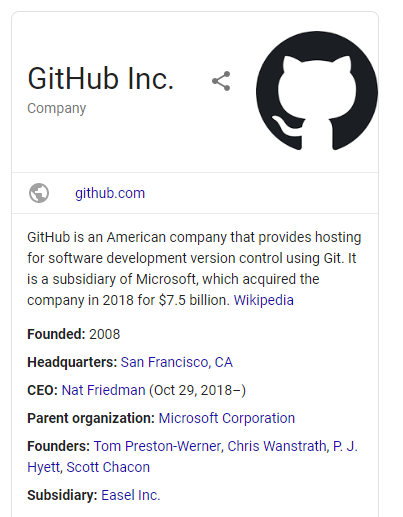 GitHub Inc.
Company
github.com
GitHub is an American company that provides hosting
for software development version control using Git. It
is a subsidiary of Microsoft, which acquired the
company in 2018 for $7.5 billion. Wikipedia
Founded: 2008
Headquarters: San Francisco, CA
CEO: Nat Friedman (Oct 29, 2018–)
Parent organization: Microsoft Corporation
Founders: Tom Preston-Werner, Chris Wanstrath, P. J.
Hyett, Scott Chacon
Subsidiary: Easel Inc.